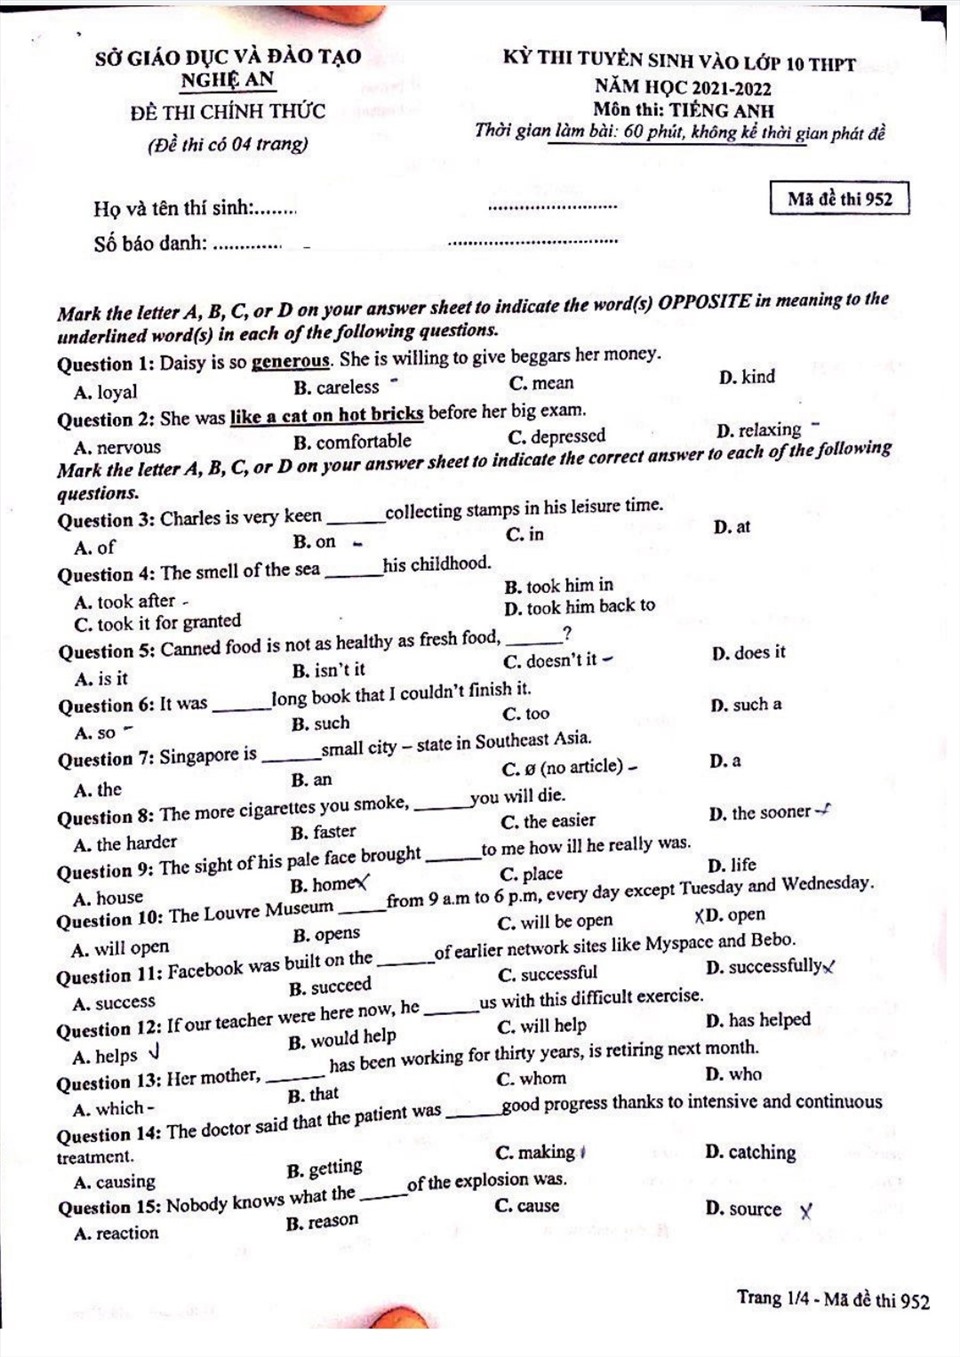 SỞ GIÁO DỤC VÀ ĐÀO TẠO
NGHỆ AN
ĐỀ THI CHÍNH THỨC
(Đề thi có 04 trang)
KỲ THI TUYỂN SINH VÀO LỚP 10 THPT
NĂM HỌC 2021-2022
Môn thi: TIẾNG ANH
Thời gian làm bài: 60 phút, không kể thời gian phát đề
Họ và tên thí sinh:........ ..........................
Số báo danh: .............. ..................................
Mã đề thi 952
Mark the letter A, B, C, or D on your answer sheet to indicate the word(s) OPPOSITE in meaning to the
underlined word(s) in each of the following questions.
Question 1: Daisy is so generous. She is willing to give beggars her money.
A. loyal B. careless C. mean D. kind
Question 2: She was like a cat on hot bricks before her big exam.
A. nervous B. comfortable C. depressed D. relaxing
Mark the letter A, B, C, or D on your answer sheet to indicate the correct answer to each of the following
questions.
Question 3: Charles is very keen ______collecting stamps in his leisure time.
A. of B. on C. in D. at
Question 4: The smell of the sea ______his childhood.
A. took after B. took him in
C. took it for granted D. took him back to
Question 5: Canned food is not as healthy as fresh food, ______?
A. is it B. isn't it C. doesn't it D. does it
Question 6: It was ______long book that I couldn't finish it.
A. so B. such C. too D. such a
Question 7: Singapore is ______small city – state in Southeast Asia.
A. the B. an C. ø (no article) D. a
Question 8: The more cigarettes you smoke, ______you will die.
A. the harder B. faster C. the easier D. the sooner
Question 9: The sight of his pale face brought ______to me how ill he really was.
A. house B. home C. place D. life
Question 10: The Louvre Museum _____from 9 a.m to 6 p.m, every day except Tuesday and Wednesday.
A. will open B. opens C. will be open D. open
Question 11: Facebook was built on the ______of earlier network sites like Myspace and Bebo.
A. success B. succeed C. successful D. successfully
Question 12: If our teacher were here now, he ______us with this difficult exercise.
A. helps B. would help C. will help D. has helped
Question 13: Her mother, ______ has been working for thirty years, is retiring next month.
A. which B. that C. whom D. who
Question 14: The doctor said that the patient was ______good progress thanks to intensive and continuous
treatment.
A. causing B. getting C. making D. catching
Question 15: Nobody knows what the _____of the explosion was.
A. reaction B. reason C. cause D. source
Trang 1/4 - Mã đề thi 952